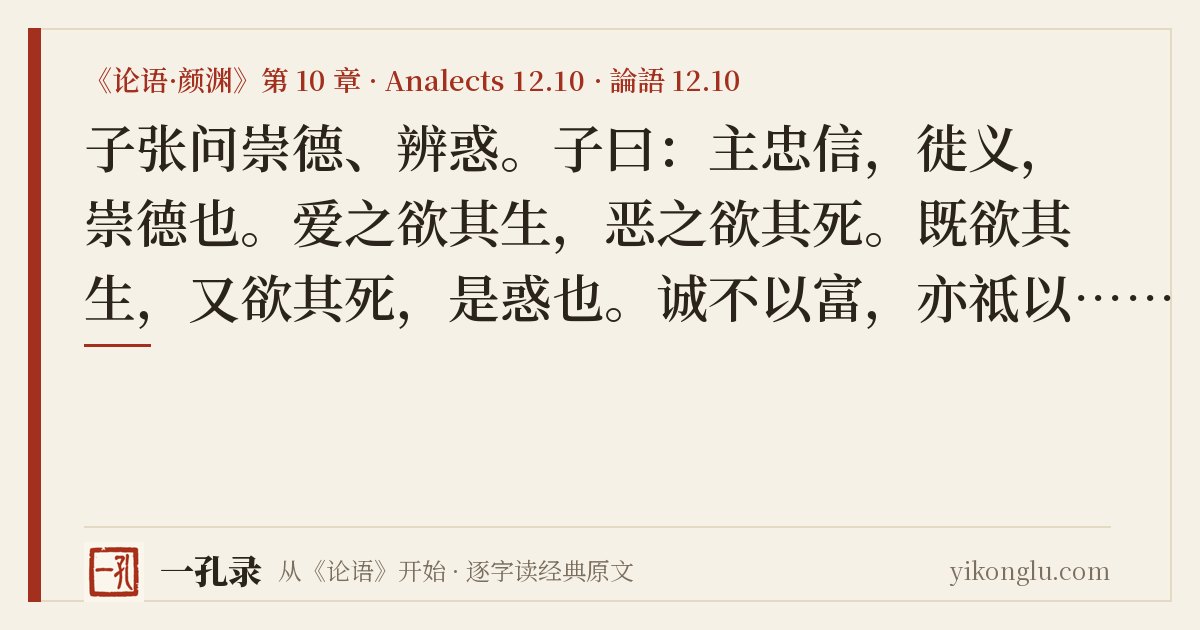 《论语·颜渊》第 10 章 · Analects 12.10 · 論語 12.10
子张问崇德、辨惑。子曰：主忠信，徙义，
崇德也。爱之欲其生，恶之欲其死。既欲其
生，又欲其死，是惑也。诚不以富，亦祗以……
一孔
一孔录 从《论语》开始 · 逐字读经典原文 yikonglu.com